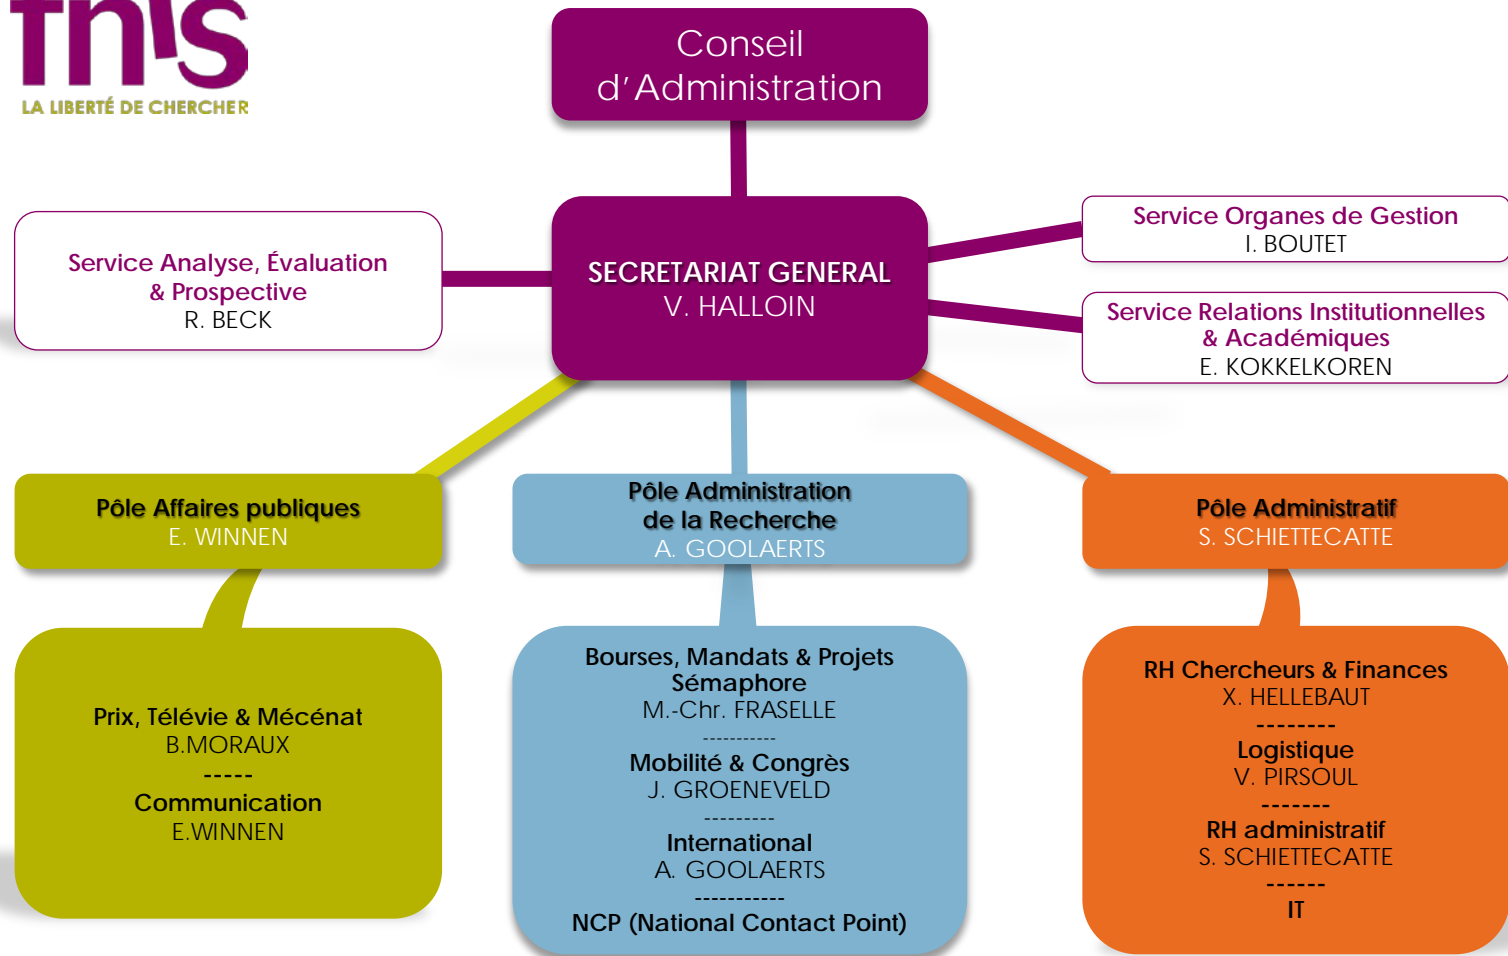 fnrs
LA LIBERTÉ DE CHERCHER
Conseil
d'Administration
SECRETARIAT GENERAL
V. HALLOIN
Service Analyse, Évaluation
& Prospective
R. BECK
Service Organes de Gestion
I. BOUTET
Service Relations Institutionnelles
& Académiques
E. KOKKELKOREN
Pôle Affaires publiques
E. WINNEN
Pôle Administration
de la Recherche
A. GOOLAERTS
Pôle Administratif
S. SCHIETTECATTE
Prix, Télévie & Mécénat
B.MORAUX
-----
Communication
E.WINNEN
Bourses, Mandats & Projets
Sémaphore
M.-Chr. FRASELLE
-----------
Mobilité & Congrès
J. GROENEVELD
---------
International
A. GOOLAERTS
-----------
NCP (National Contact Point)
RH Chercheurs & Finances
X. HELLEBAUT
--------
Logistique
V. PIRSOUL
-------
RH administratif
S. SCHIETTECATTE
------
IT